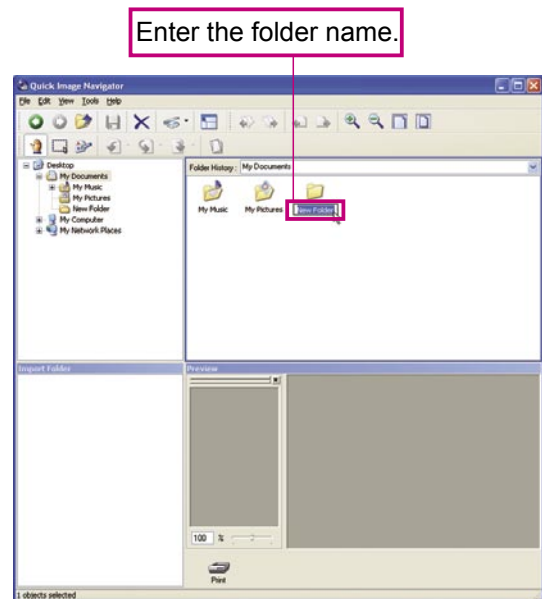 Enter the folder name.
Quick Image Navigator
File Edit View Tools Help
Desktop
My Documents
My Music
My Pictures
New Folder
My Computer
My Network Places
Folder History : My Documents
My Music My Pictures New Folder
Import Folder
Preview
100 %
Print
1 objects selected